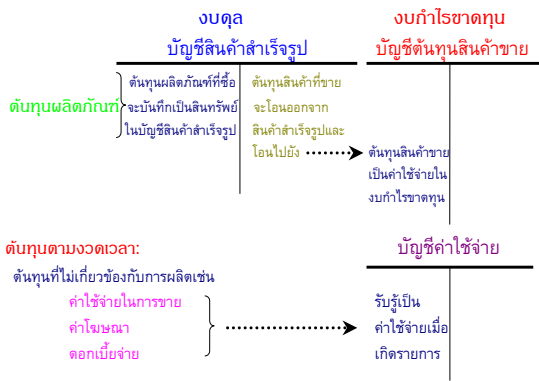 งบดุล
งบกำไรขาดทุน
บัญชีสินค้าสำเร็จรูป
บัญชีต้นทุนสินค้าขาย
ต้นทุนผลิตภัณฑ์
ต้นทุนผลิตภัณฑ์ที่ซื้อ
จะบันทึกเป็นสินทรัพย์
ในบัญชีสินค้าสำเร็จรูป
ต้นทุนสินค้าที่ขาย
จะโอนออกจาก
สินค้าสำเร็จรูปและ
โอนไปยัง
ต้นทุนสินค้าขาย
เป็นค่าใช้จ่ายใน
งบกำไรขาดทุน
ต้นทุนตามงวดเวลา:
บัญชีค่าใช้จ่าย
ต้นทุนที่ไม่เกี่ยวข้องกับการผลิตเช่น
ค่าใช้จ่ายในการขาย
ค่าโฆษณา
ดอกเบี้ยจ่าย
รับรู้เป็น
ค่าใช้จ่ายเมื่อ
เกิดรายการ